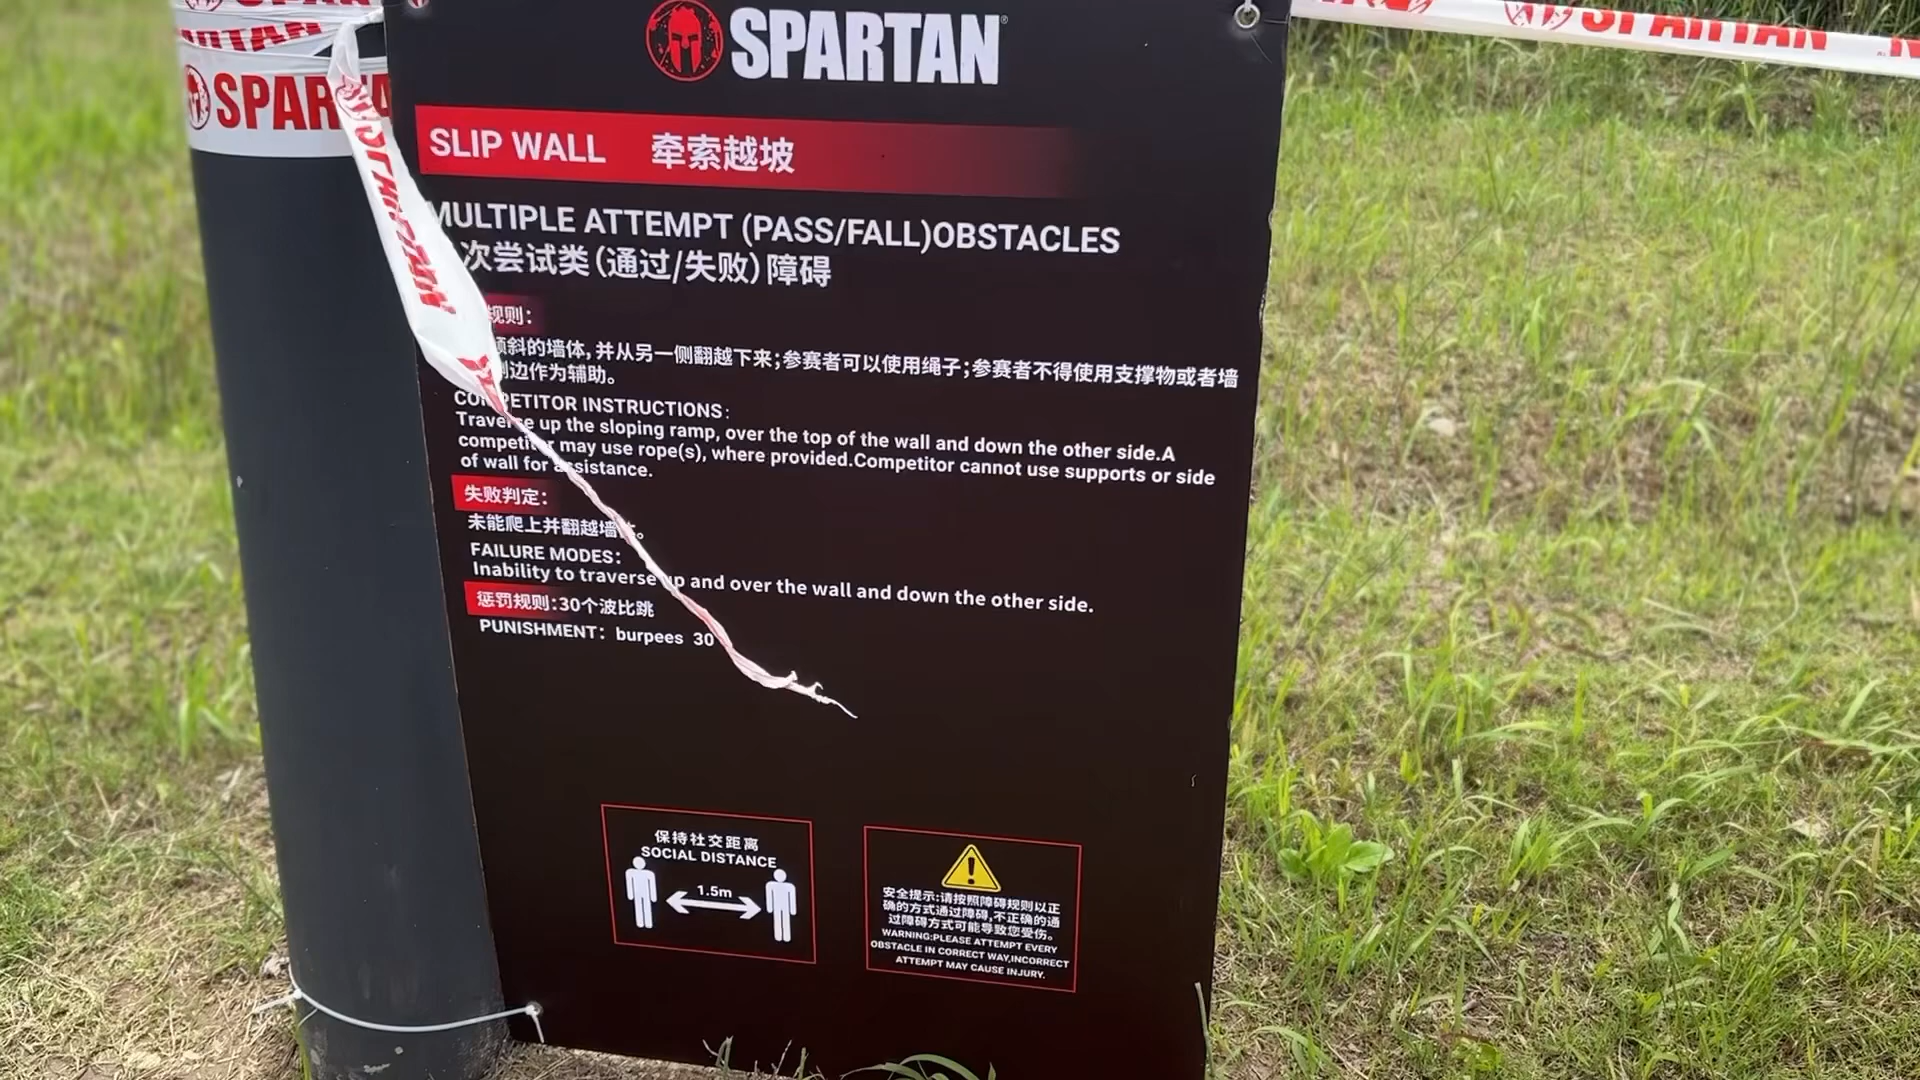 SPARTAN
SPARTAN
SPARTAN
SPARTAN
SPARTAN
SLIP WALL 牵索越坡
MULTIPLE ATTEMPT (PASS/FALL)OBSTACLES
次尝试类(通过/失败)障碍
规则:
倾斜的墙体,并从另一侧翻越下来;参赛者可以使用绳子;参赛者不得使用支撑物或者墙
侧边作为辅助。
COMPETITOR INSTRUCTIONS:
Traverse up the sloping ramp, over the top of the wall and down the other side.A
competitor may use rope(s), where provided.Competitor cannot use supports or side
of wall for assistance.
失败判定:
未能爬上并翻越墙体。
FAILURE MODES:
Inability to traverse up and over the wall and down the other side.
惩罚规则:30个波比跳
PUNISHMENT: burpees 30
保持社交距离
SOCIAL DISTANCE
1.5m
安全提示:请按照障碍规则以正
确的方式通过障碍,不正确的通
过障碍方式可能导致您受伤。
WARNING:PLEASE ATTEMPT EVERY
OBSTACLE IN CORRECT WAY,INCORRECT
ATTEMPT MAY CAUSE INJURY.